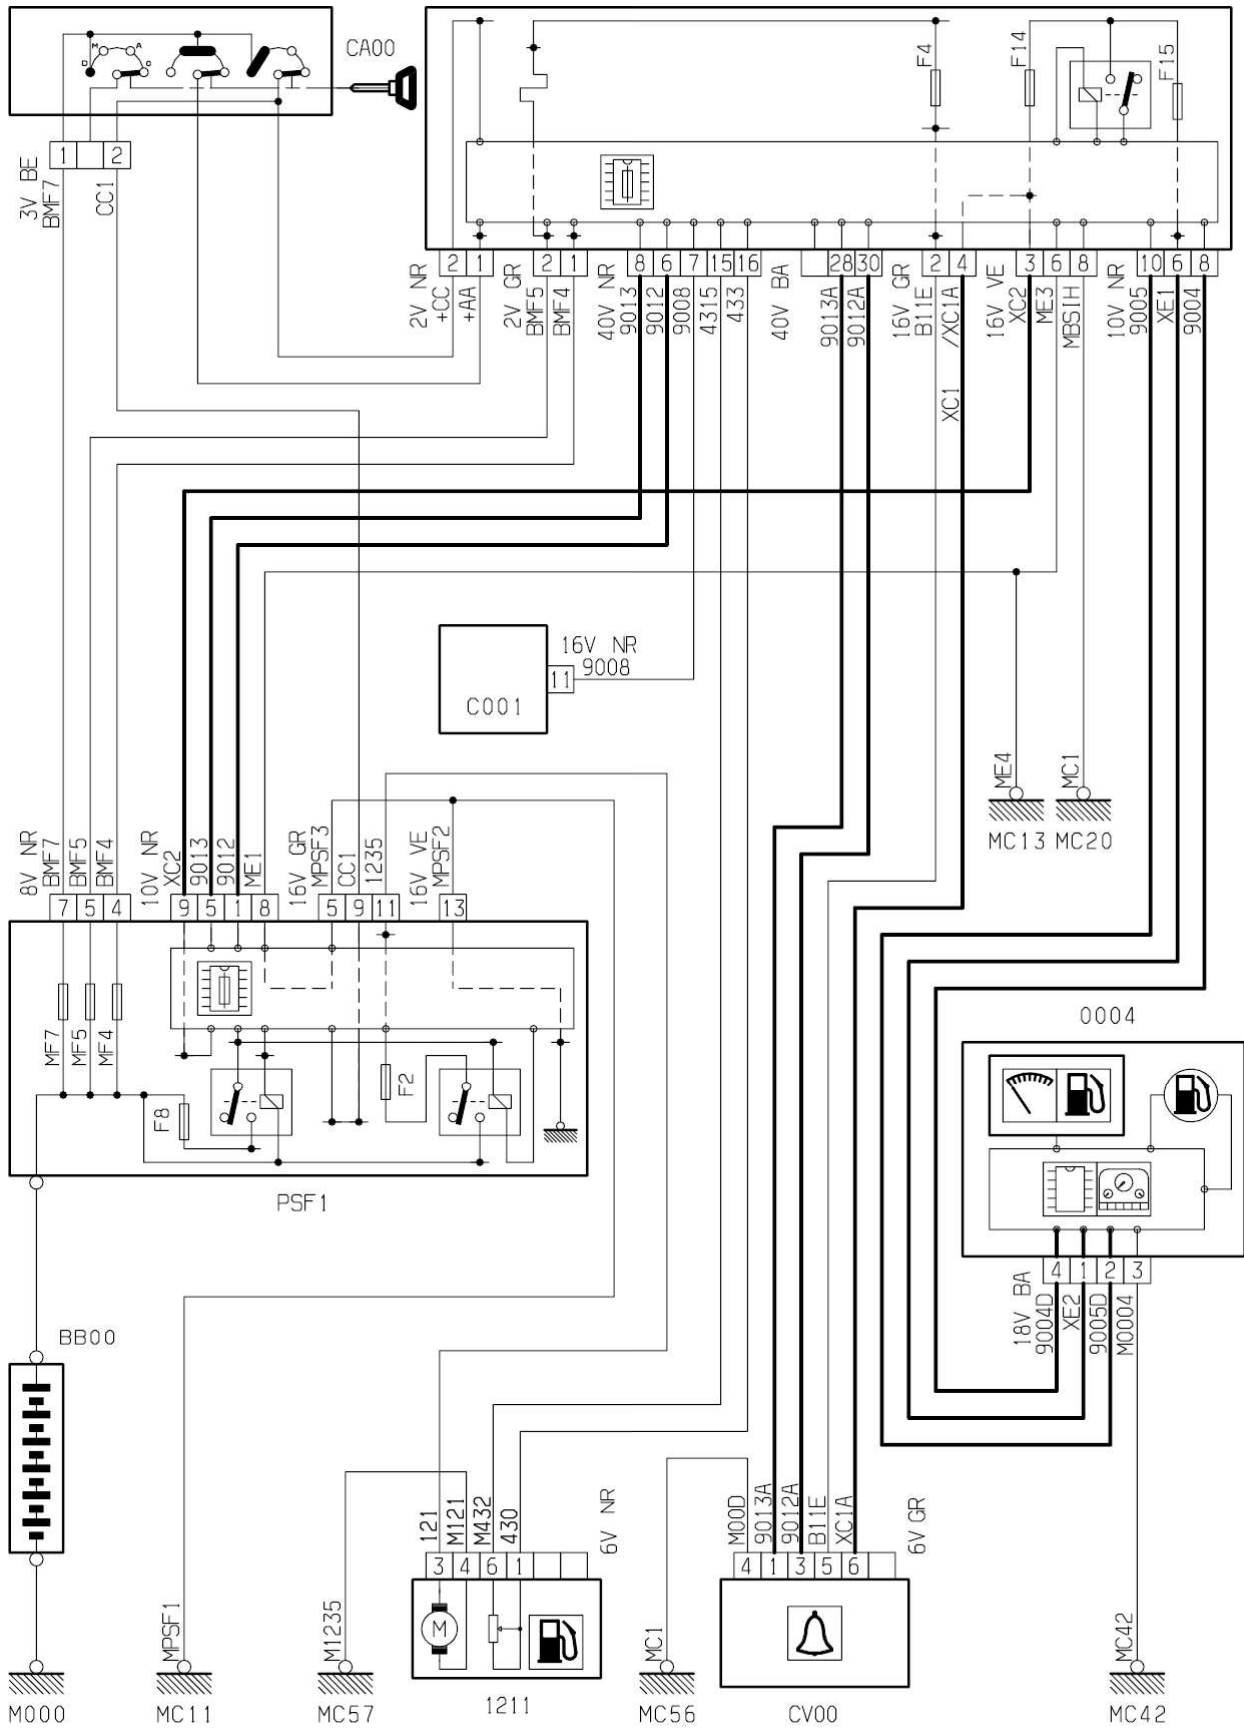 CA00
M A
1 2
3V BE
BMF7
CC1
F4
F14
F15
2 1
2 1
8 6 7 15 16
28 30
2 4
3 6 8
10 6 8
2V NR
+CC
+AA
2V GR
BMF5
BMF4
40V NR
9013
9012
9008
4315
433
40V BA
9013A
9012A
16V GR
B11E
/XC1A
XC1
16V VE
XC2
ME3
MBSIH
10V NR
9005
XE1
9004
16V NR
9008
11
C001
ME4
MC1
MC13 MC20
8V NR
BMF7
BMF5
BMF4
10V NR
XC2
9013
9012
ME1
16V GR
MPSF3
CC1
1235
16V VE
MPSF2
7 5 4
9 5 1 8
5 9 11
13
MF7
MF5
MF4
F8
F2
PSF1
0004
4 1 2 3
18V BA
9004D
XE2
9005D
M0004
BB00
121
M121
M432
430
6V NR
3 4 6 1
M
1211
M00D
9013A
9012A
B11E
XC1A
6V GR
4 1 3 5 6
CV00
MPSF1
M1235
MC1
MC42
M000
MC11
MC57
MC56
MC42